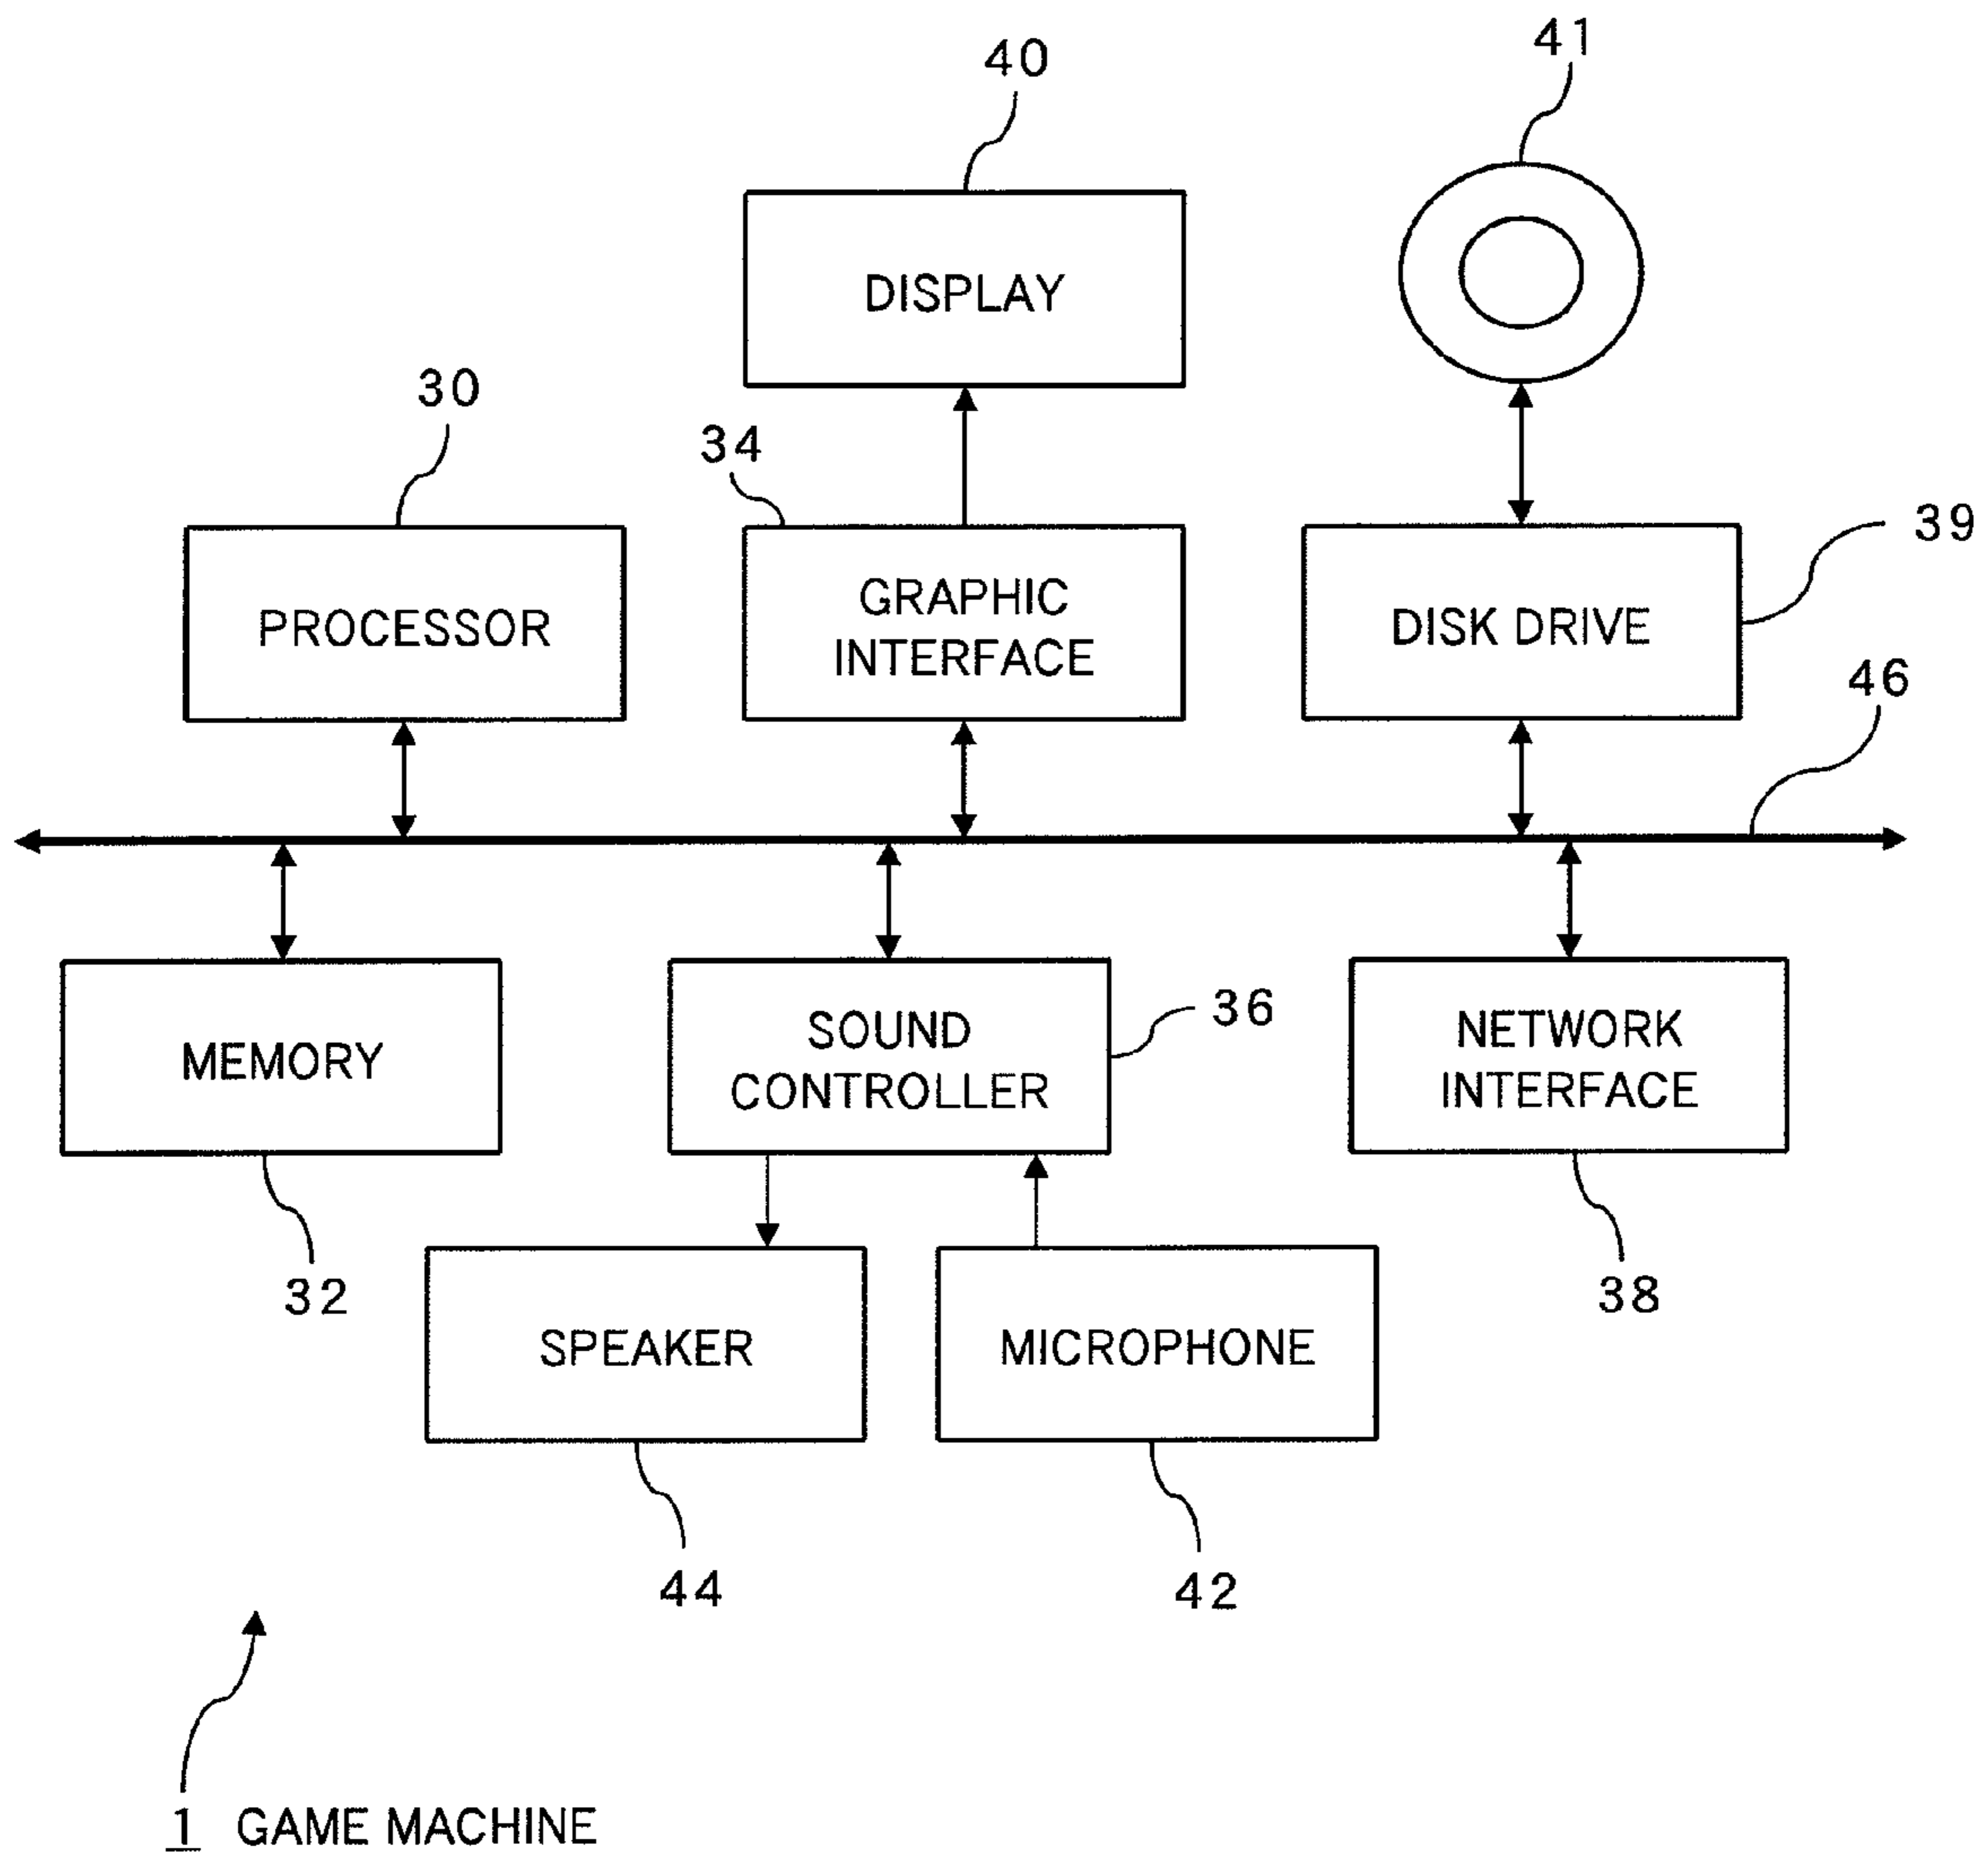 41
40
DISPLAY
30
34
39
PROCESSOR
GRAPHIC
INTERFACE
DISK DRIVE
46
MEMORY
SOUND
CONTROLLER
36
NETWORK
INTERFACE
32
38
SPEAKER
MICROPHONE
44
42
1 GAME MACHINE